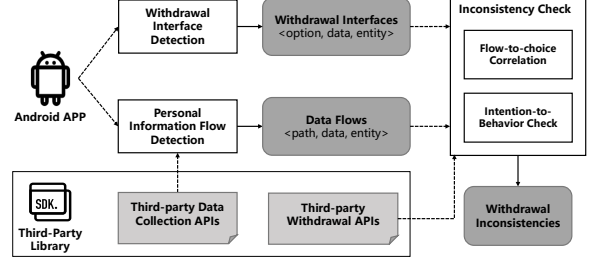 Withdrawal
Interface
Detection
Withdrawal Interfaces
<option, data, entity>
Inconsistency Check
Flow-to-choice
Correlation
Intention-to-
Behavior Check
Android APP
Personal
Information Flow
Detection
Data Flows
<path, data, entity>
SDK.
Third-Party
Library
Third-party Data
Collection APIs
Third-party
Withdrawal APIs
Withdrawal
Inconsistencies